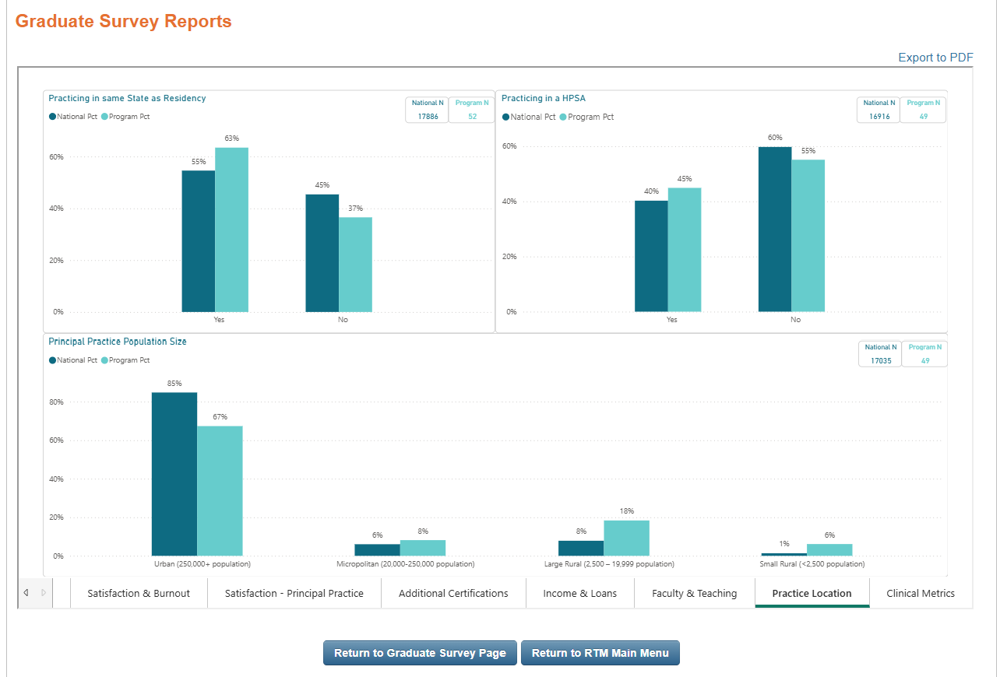 Graduate Survey Reports
Export to PDF
Practicing in same State as Residency
National N
Program N
17886
52
National Pct
Program Pct
63%
55%
45%
37%
60%
40%
20%
0%
Yes
No
Practicing in a HPSA
National N
Program N
16916
49
National Pct
Program Pct
60%
55%
45%
40%
60%
40%
20%
0%
Yes
No
Principal Practice Population Size
National N
Program N
17035
49
National Pct
Program Pct
85%
67%
6%
8%
8%
18%
1%
6%
80%
60%
40%
20%
0%
Urban (250,000+ population)
Micropolitan (20,000-250,000 population)
Large Rural (2,500 – 19,999 population)
Small Rural (<2,500 population)
Satisfaction & Burnout
Satisfaction - Principal Practice
Additional Certifications
Income & Loans
Faculty & Teaching
Practice Location
Clinical Metrics
Return to Graduate Survey Page
Return to RTM Main Menu